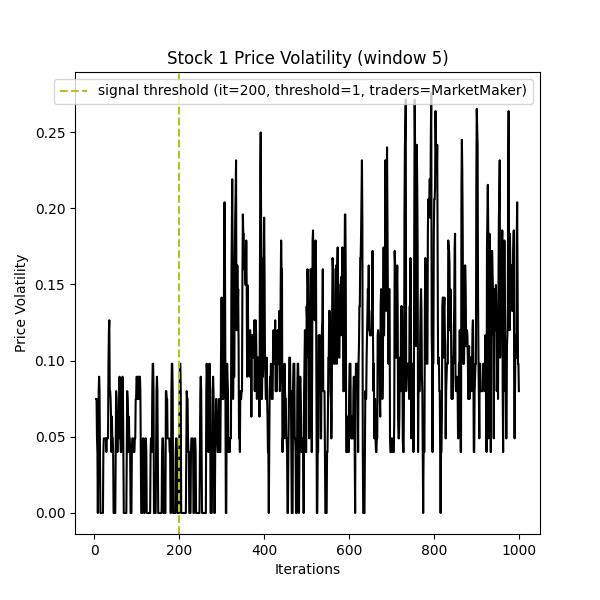 Stock 1 Price Volatility (window 5)
signal threshold (it=200, threshold=1, traders=MarketMaker)
Price Volatility
0.25
0.20
0.15
0.10
0.05
0.00
0 200 400 600 800 1000
Iterations